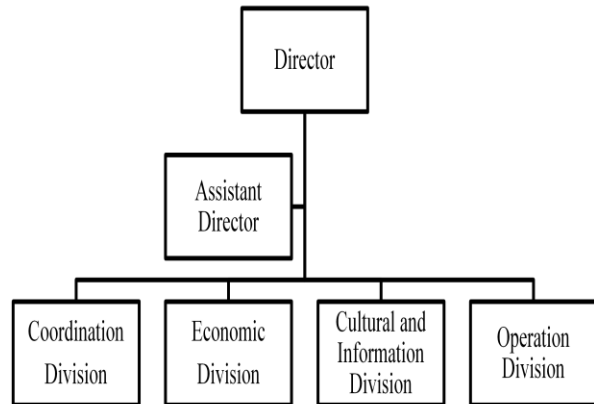 Director
Assistant
Director
Coordination
Division
Economic
Division
Cultural and
Information
Division
Operation
Division